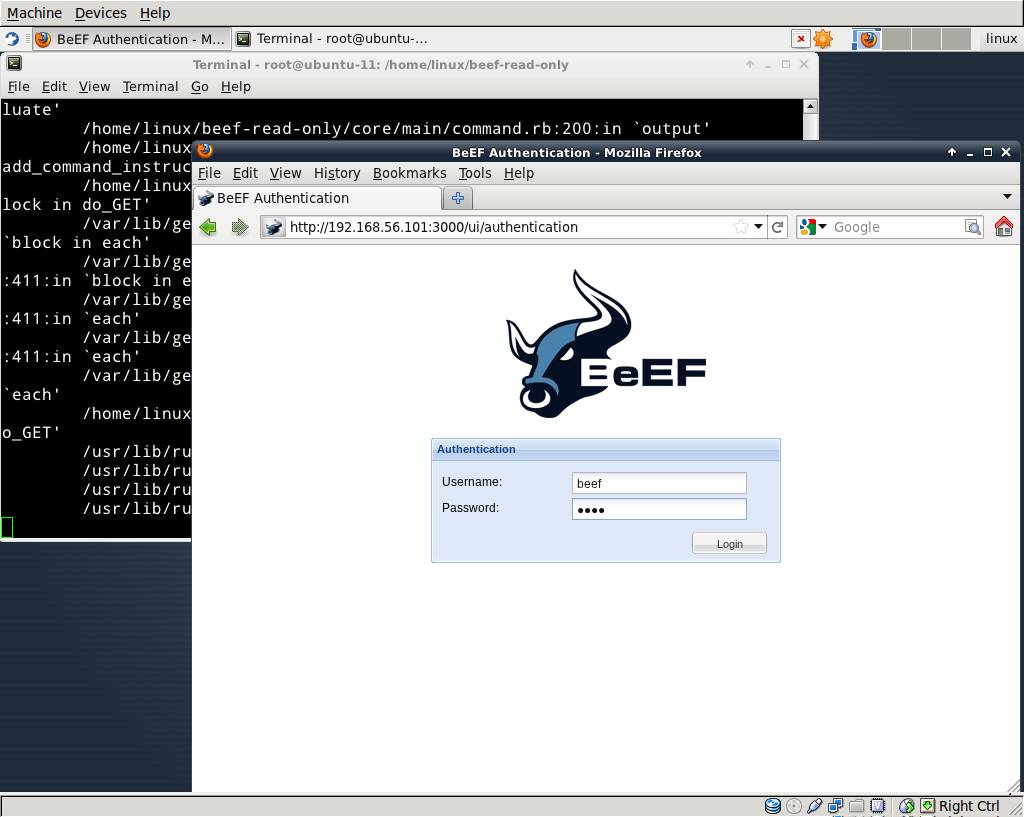 Machine Devices Help
BeEF Authentication - M...
Terminal - root@ubuntu-...
linux
Terminal - root@ubuntu-11: /home/linux/beef-read-only
File Edit View Terminal Go Help
luate'
/home/linux/beef-read-only/core/main/command.rb:200:in `output'
/home/linux
add_command_instruc
/home/linux
lock in do_GET'
/var/lib/ge
`block in each'
/var/lib/ge
:411:in `block in e
/var/lib/ge
:411:in `each'
/var/lib/ge
:411:in `each'
/var/lib/ge
`each'
/home/linux
o_GET'
/usr/lib/ru
/usr/lib/ru
/usr/lib/ru
/usr/lib/ru
BeEF Authentication - Mozilla Firefox
File Edit View History Bookmarks Tools Help
BeEF Authentication
http://192.168.56.101:3000/ui/authentication
Google
BeEF
Authentication
Username:
beef
Password:
••••
Login
Right Ctrl